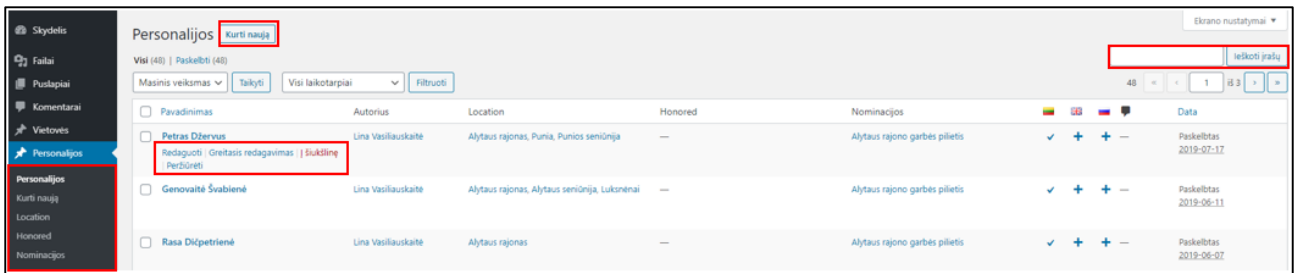 Skydelis
Failai
Puslapiai
Komentarai
Vietovės
Personalijos
Personalijos
Kurti naują
Location
Honored
Nominacijos
Ekrano nustatymai ▼
Personalijos Kurti naują
Visi (48) | Paskelbti (48)
Ieškoti įrašų
Masinis veiksmas Taikyti Visi laikotarpiai Filtruoti
48 « ‹ 1 iš 3 › »
Pavadinimas Autorius Location Honored Nominacijos Data
Petras Džervus Lina Vasiliauskaitė Alytaus rajonas, Punia, Punios seniūnija — Alytaus rajono garbės pilietis — Paskelbtas
Redaguoti | Greitasis redagavimas | Į šiukšlinę 2019-07-17
| Peržiūrėti
Genovaitė Švabienė Lina Vasiliauskaitė Alytaus rajonas, Alytaus seniūnija, Luksnėnai — Alytaus rajono garbės pilietis — Paskelbtas
2019-06-11
Rasa Dičpetrienė Lina Vasiliauskaitė Alytaus rajonas — Alytaus rajono garbės pilietis — Paskelbtas
2019-06-07